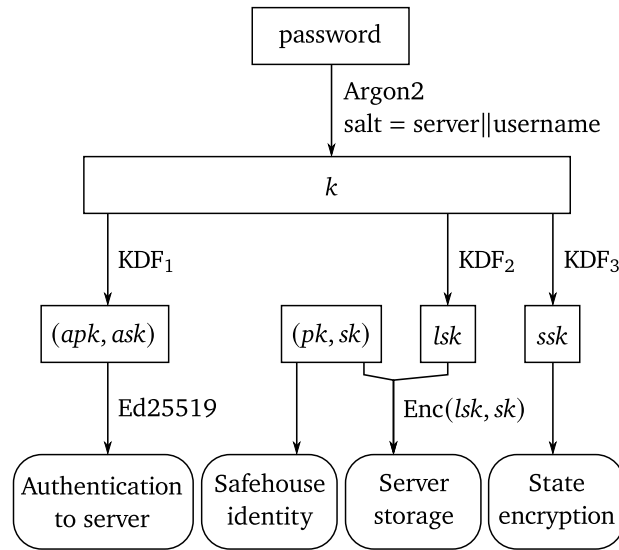 password
Argon2
salt = server||username
k
KDF₁
KDF₂
KDF₃
(apk, ask)
(pk, sk)
lsk
ssk
Ed25519
Enc(lsk, sk)
Authentication
to server
Safehouse
identity
Server
storage
State
encryption